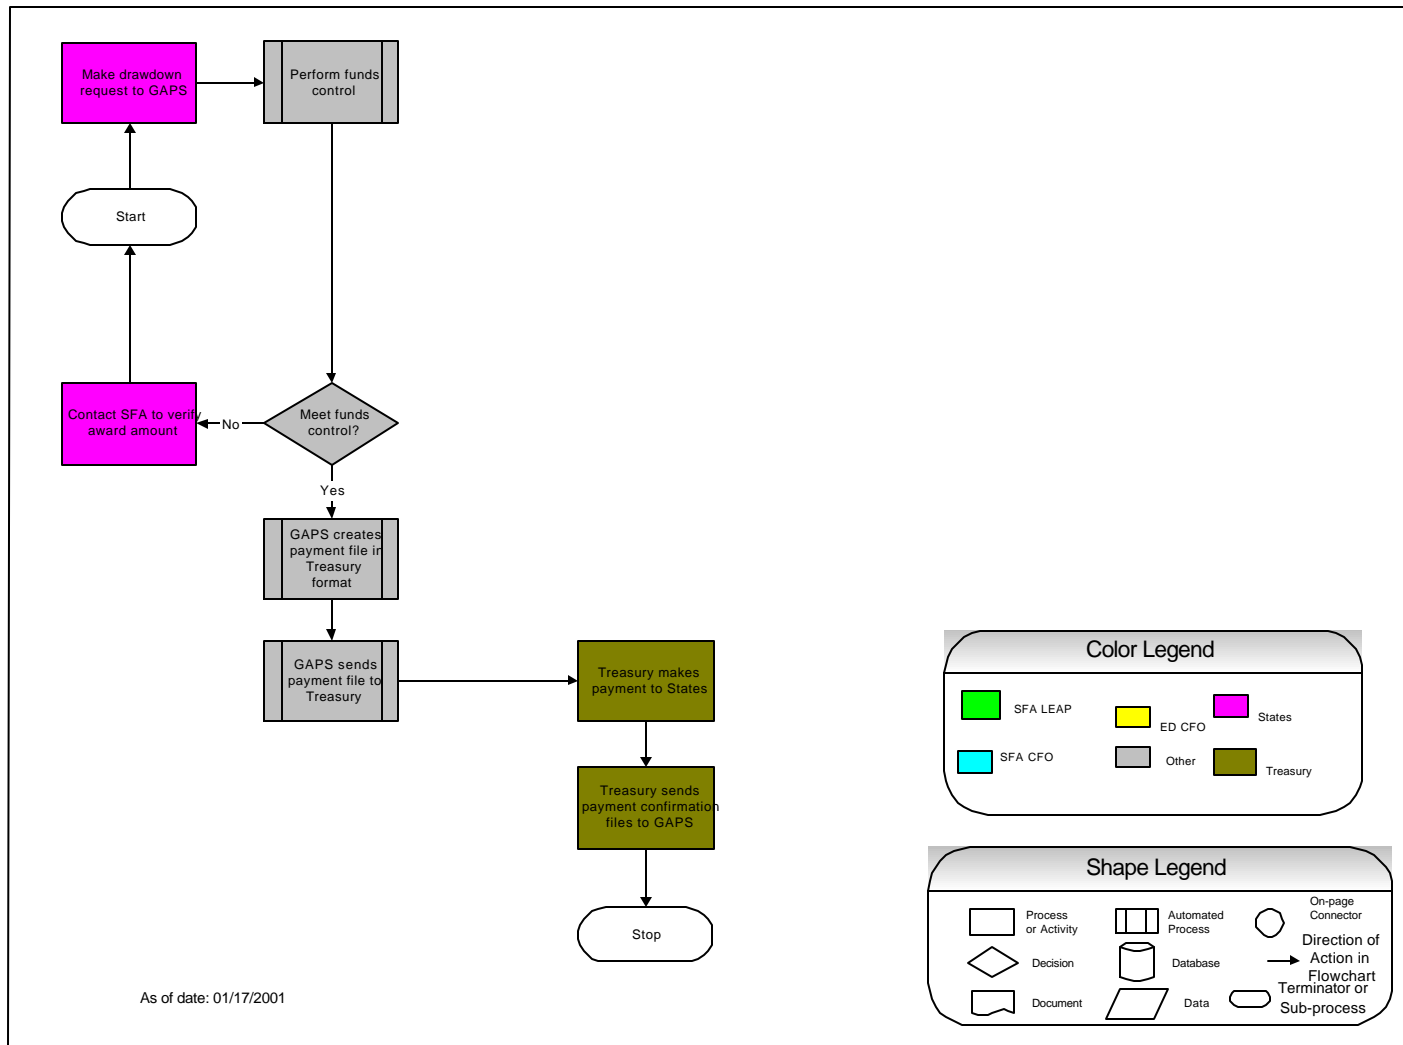 Make drawdown
request to GAPS
Perform funds
control
Start
Contact SFA to verify
award amount
No
Meet funds
control?
Yes
GAPS creates
payment file in
Treasury
format
GAPS sends
payment file to
Treasury
Treasury makes
payment to States
Treasury sends
payment confirmation
files to GAPS
Stop
As of date: 01/17/2001
Color Legend
SFA LEAP
ED CFO
States
SFA CFO
Other
Treasury
Shape Legend
Process
or Activity
Automated
Process
On-page
Connector
Decision
Database
Direction of
Action in
Flowchart
Document
Data
Terminator or
Sub-process